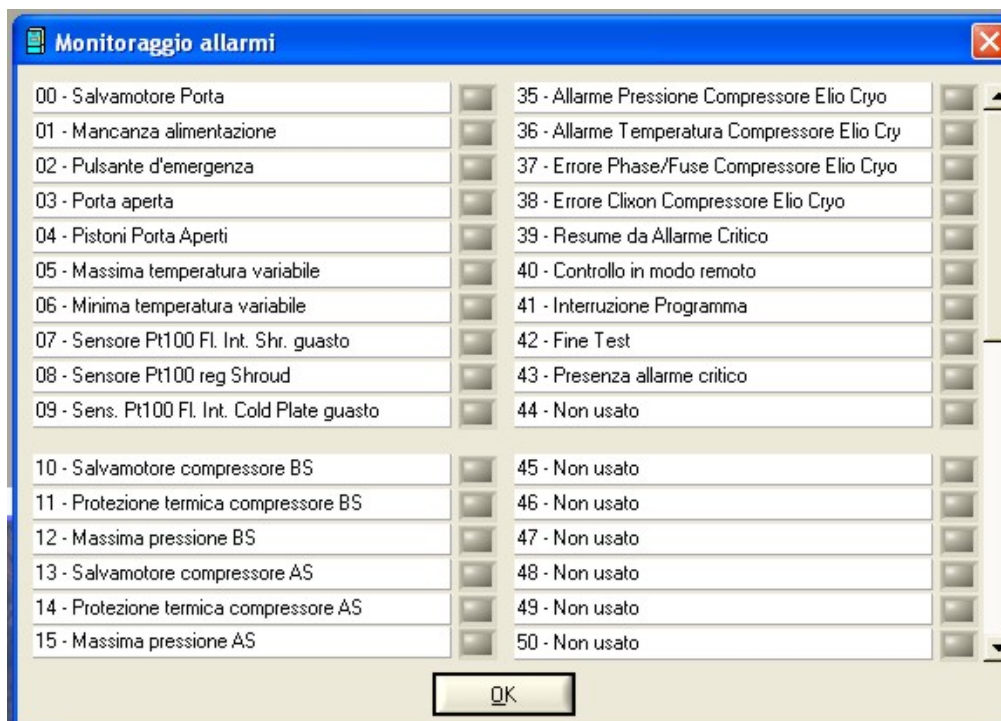 Monitoraggio allarmi
00 - Salvamotore Porta
01 - Mancanza alimentazione
02 - Pulsante d'emergenza
03 - Porta aperta
04 - Pistoni Porta Aperti
05 - Massima temperatura variabile
06 - Minima temperatura variabile
07 - Sensore Pt100 Fl. Int. Shr. guasto
08 - Sensore Pt100 reg Shroud
09 - Sens. Pt100 Fl. Int. Cold Plate guasto
10 - Salvamotore compressore BS
11 - Protezione termica compressore BS
12 - Massima pressione BS
13 - Salvamotore compressore AS
14 - Protezione termica compressore AS
15 - Massima pressione AS
35 - Allarme Pressione Compressore Elio Cryo
36 - Allarme Temperatura Compressore Elio Cry
37 - Errore Phase/Fuse Compressore Elio Cryo
38 - Errore Clixon Compressore Elio Cryo
39 - Resume da Allarme Critico
40 - Controllo in modo remoto
41 - Interruzione Programma
42 - Fine Test
43 - Presenza allarme critico
44 - Non usato
45 - Non usato
46 - Non usato
47 - Non usato
48 - Non usato
49 - Non usato
50 - Non usato
OK